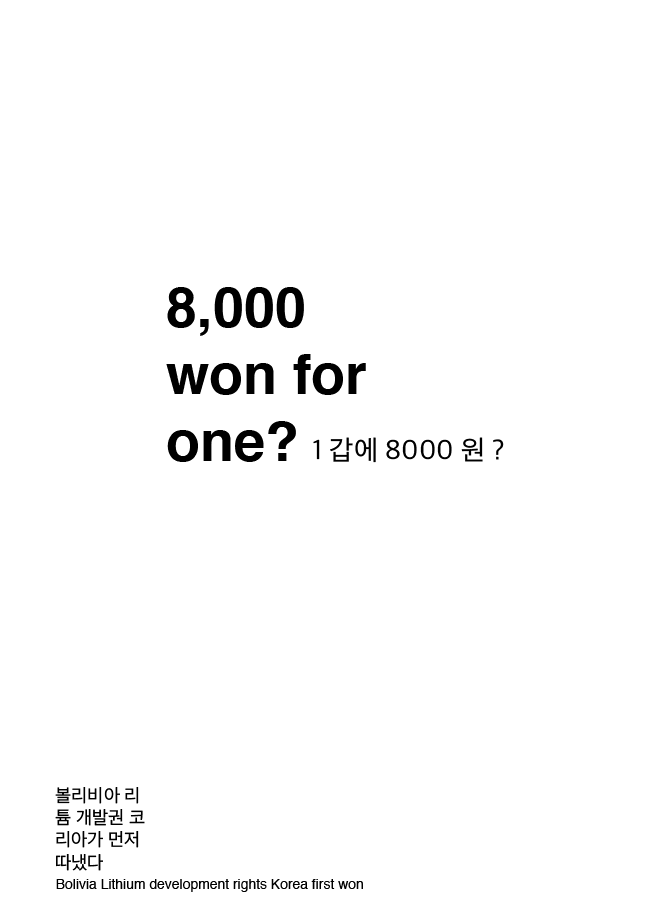 8,000
won for
one? 1갑에 8000 원 ?
볼리비아 리
튬 개발권 코
리아가 먼저
따냈다
Bolivia Lithium development rights Korea first won